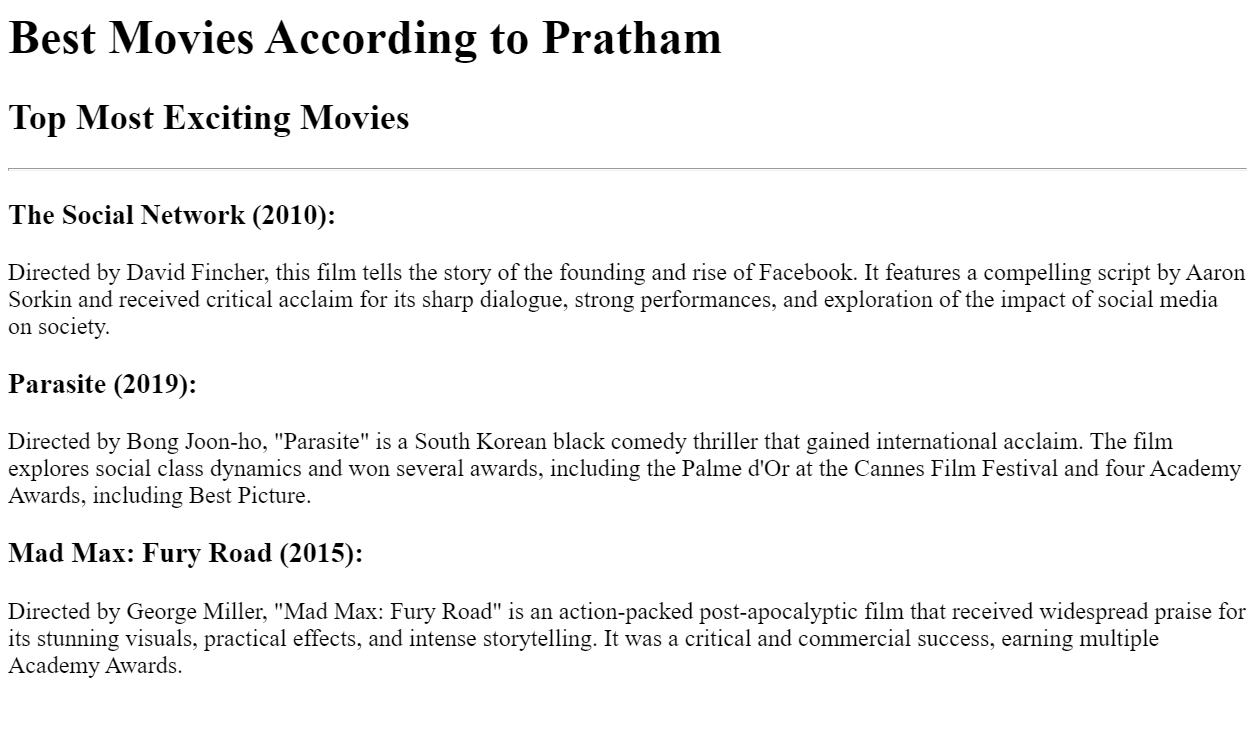 Best Movies According to Pratham
Top Most Exciting Movies
The Social Network (2010):
Directed by David Fincher, this film tells the story of the founding and rise of Facebook. It features a compelling script by Aaron
Sorkin and received critical acclaim for its sharp dialogue, strong performances, and exploration of the impact of social media
on society.
Parasite (2019):
Directed by Bong Joon-ho, "Parasite" is a South Korean black comedy thriller that gained international acclaim. The film
explores social class dynamics and won several awards, including the Palme d'Or at the Cannes Film Festival and four Academy
Awards, including Best Picture.
Mad Max: Fury Road (2015):
Directed by George Miller, "Mad Max: Fury Road" is an action-packed post-apocalyptic film that received widespread praise for
its stunning visuals, practical effects, and intense storytelling. It was a critical and commercial success, earning multiple
Academy Awards.